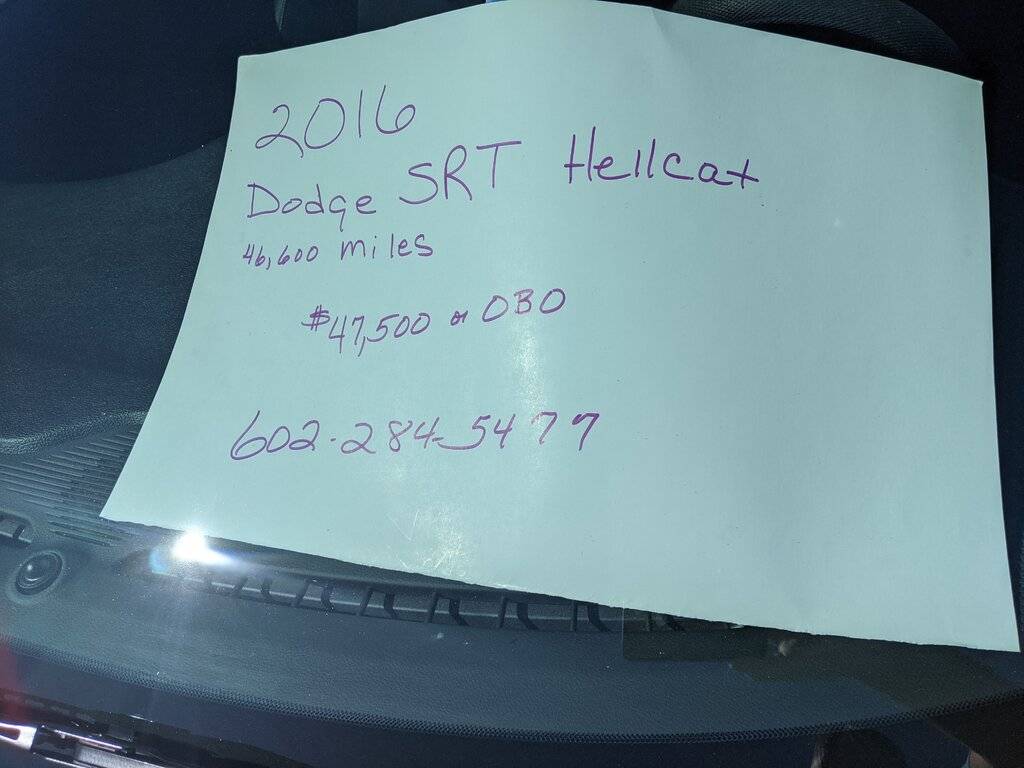 2016
Dodge SRT Hellcat
46,600 miles
$47,500 or OBO
602-284-5477